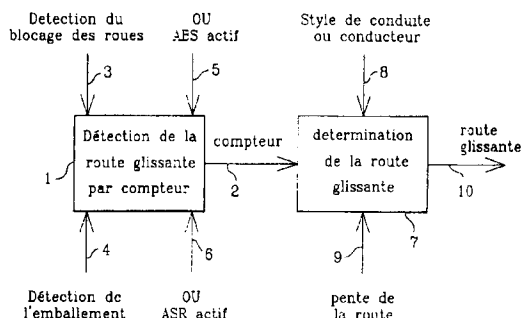 Detection du
blocage des roues
OU
ABS actif
Style de conduite
ou conducteur
3
5
8
Détection de la
route glissante
par compteur
compteur
determination
de la route
glissante
route
glissante
1
2
10
7
4
6
9
Détection de
l'emballement
OU
ASR actif
pente de
la route